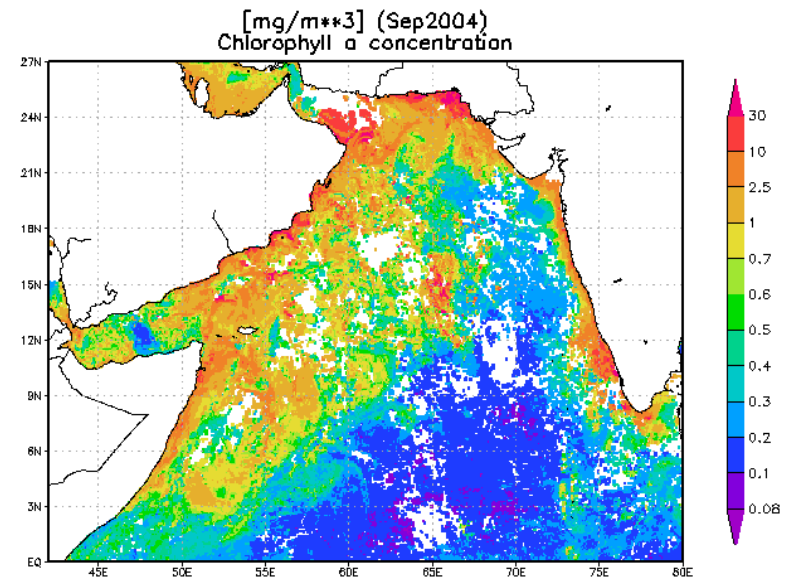 [mg/m**3] (Sep2004)
Chlorophyll a concentration
27N
24N
21N
18N
15N
12N
9N
6N
3N
EQ
45E 50E 55E 60E 65E 70E 75E 80E
30
10
2.5
1
0.7
0.6
0.5
0.4
0.3
0.2
0.1
0.08